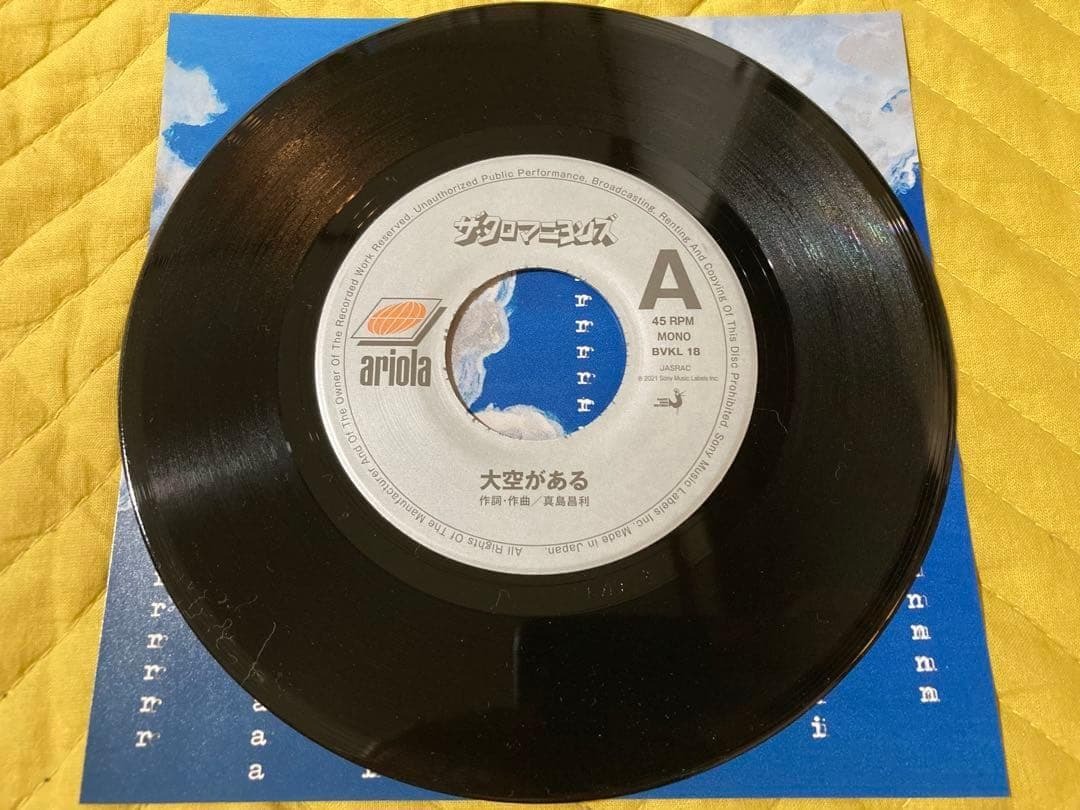 ザ・クロマニヨンズ
A
45 RPM
MONO
BVKL 18
JASRAC
℗ 2021 Sony Music Labels Inc.
ariola
大空がある
作詞・作曲／真島昌利
All Rights Of The Manufacturer And Of The Owner Of The Recorded Work Reserved. Unauthorized Public Performance, Broadcasting, Renting And Copying Of This Disc Prohibited. Sony Music Labels Inc. Made in Japan.